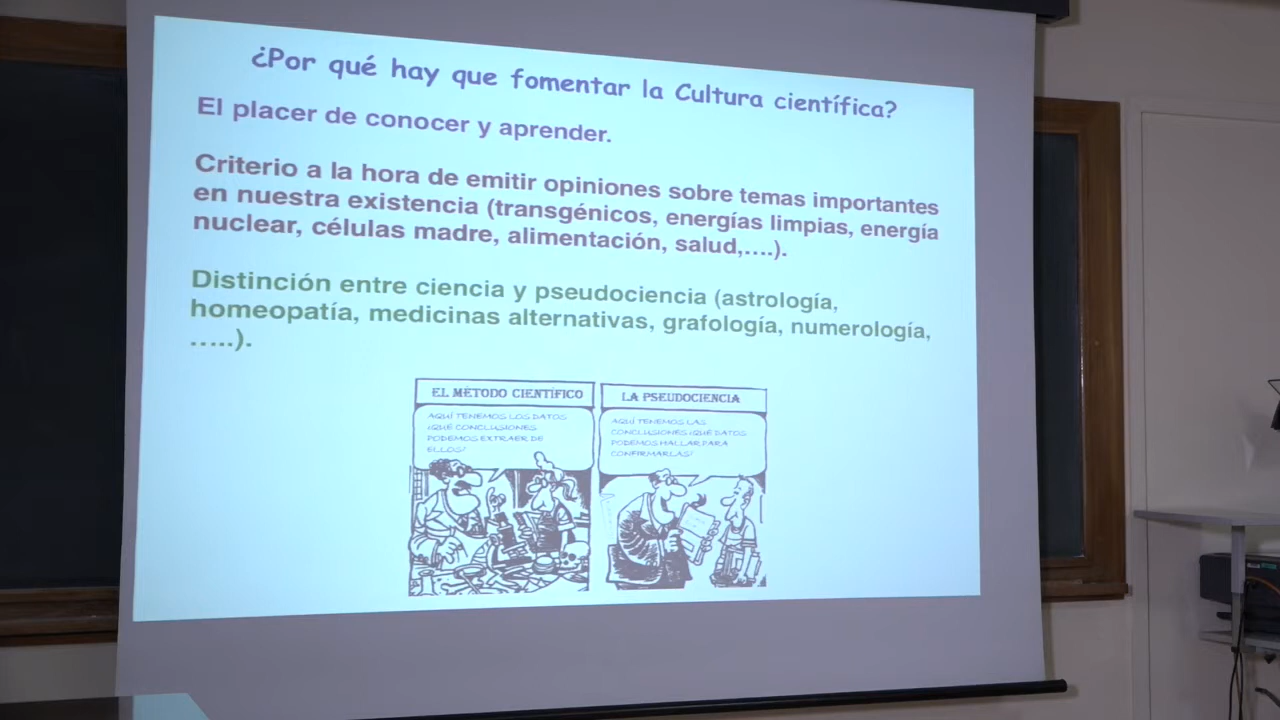 ¿Por qué hay que fomentar la Cultura científica?
El placer de conocer y aprender.
Criterio a la hora de emitir opiniones sobre temas importantes
en nuestra existencia (transgénicos, energías limpias, energía
nuclear, células madre, alimentación, salud,....).
Distinción entre ciencia y pseudociencia (astrología,
homeopatía, medicinas alternativas, grafología, numerología,
.....).
EL MÉTODO CIENTÍFICO
AQUÍ TENEMOS LOS DATOS
¿QUÉ CONCLUSIONES
PODEMOS EXTRAER DE
ELLOS?
LA PSEUDOCIENCIA
AQUÍ TENEMOS LAS
CONCLUSIONES ¿QUÉ DATOS
PODEMOS HALLAR PARA
CONFIRMARLAS?